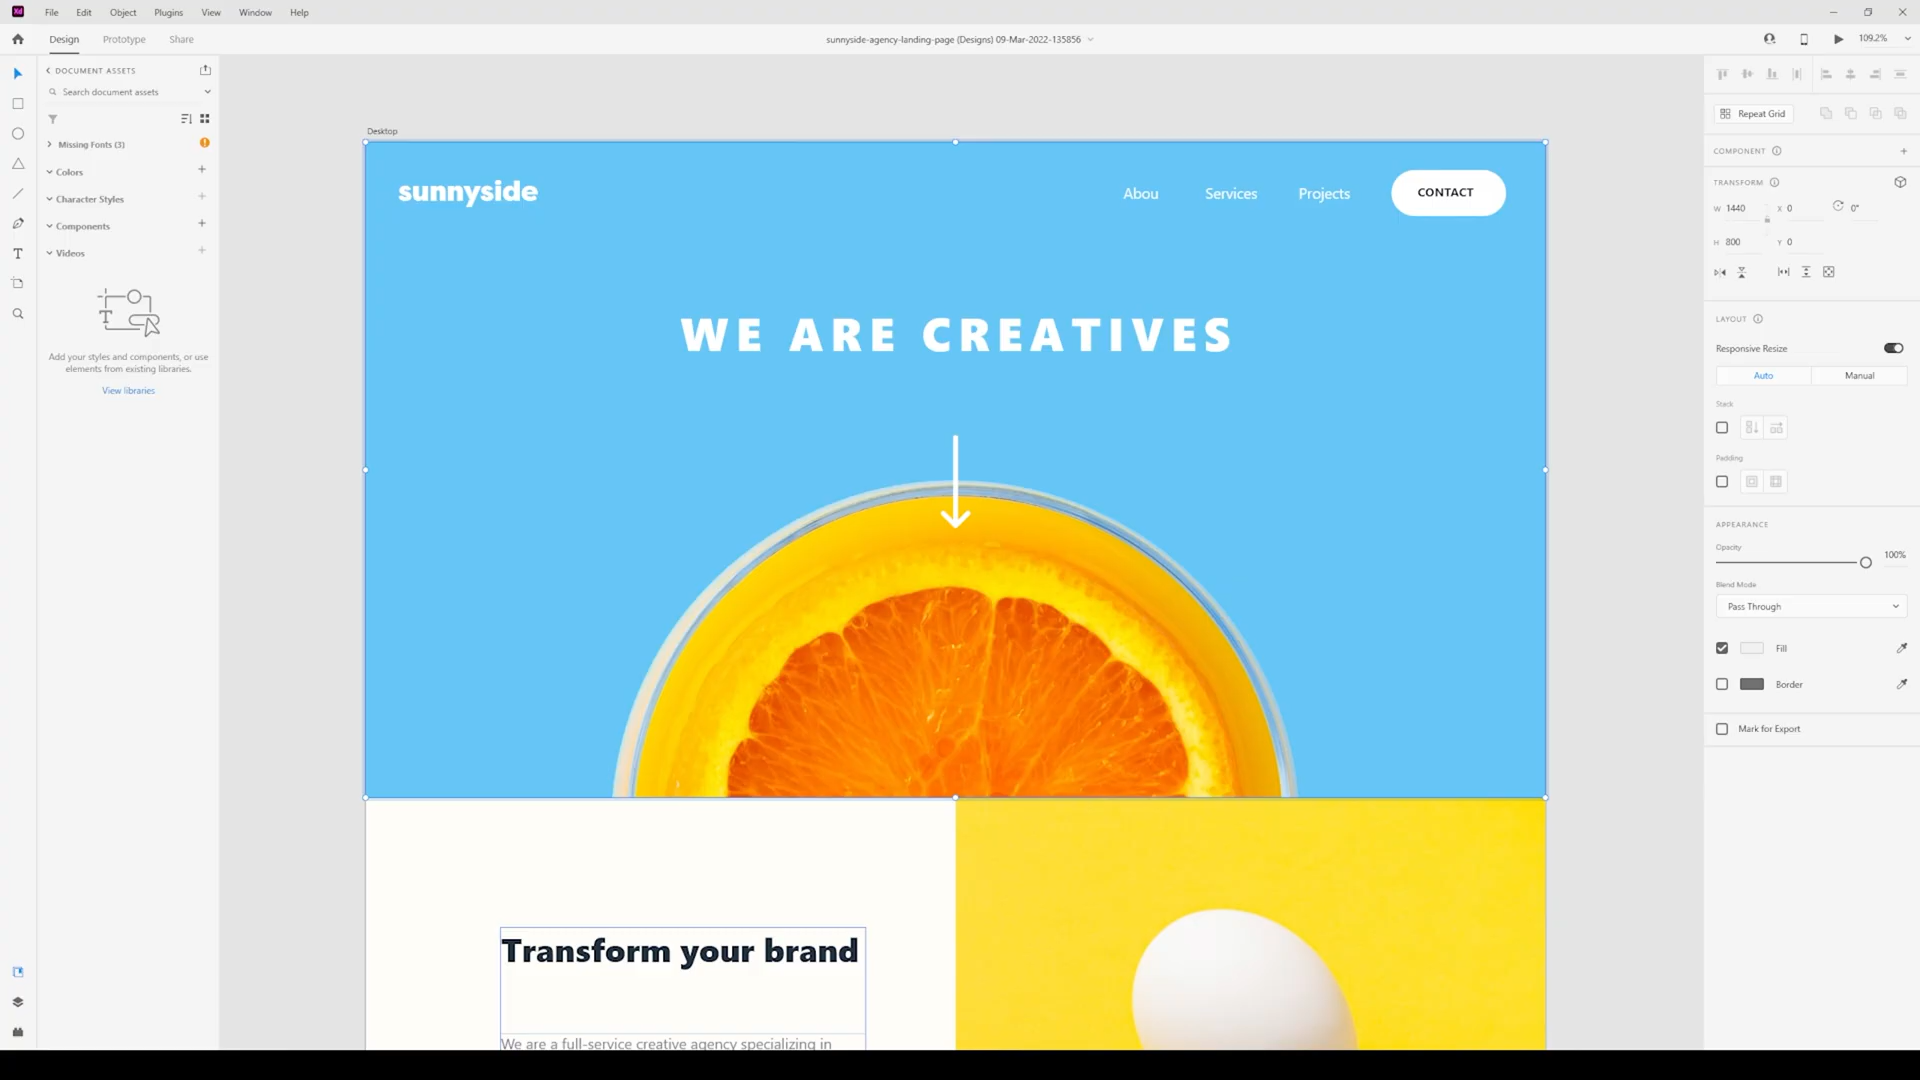 Xd File Edit Object Plugins View Window Help
Design Prototype Share
sunnyside-agency-landing-page (Designs) 09-Mar-2022-135856
109.2%
DOCUMENT ASSETS
Search document assets
Missing Fonts (3)
Colors
Character Styles
Components
Videos
Add your styles and components, or use
elements from existing libraries.
View libraries
Desktop
sunnyside
Abou Services Projects CONTACT
WE ARE CREATIVES
Transform your brand
We are a full-service creative agency specializing in
Repeat Grid
COMPONENT
TRANSFORM
W 1440 X 0 0°
H 800 Y 0
LAYOUT
Responsive Resize
Auto Manual
Stack
Padding
APPEARANCE
Opacity
100%
Blend Mode
Pass Through
Fill
Border
Mark for Export